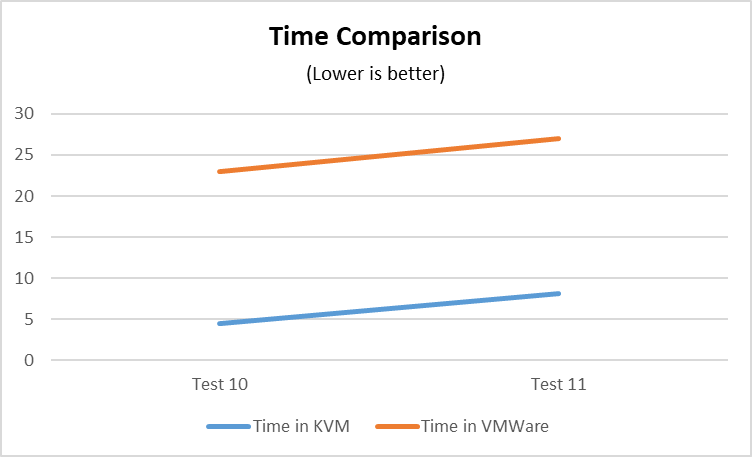 Time Comparison
(Lower is better)
30
25
20
15
10
5
0
Test 10 Test 11
Time in KVM Time in VMWare